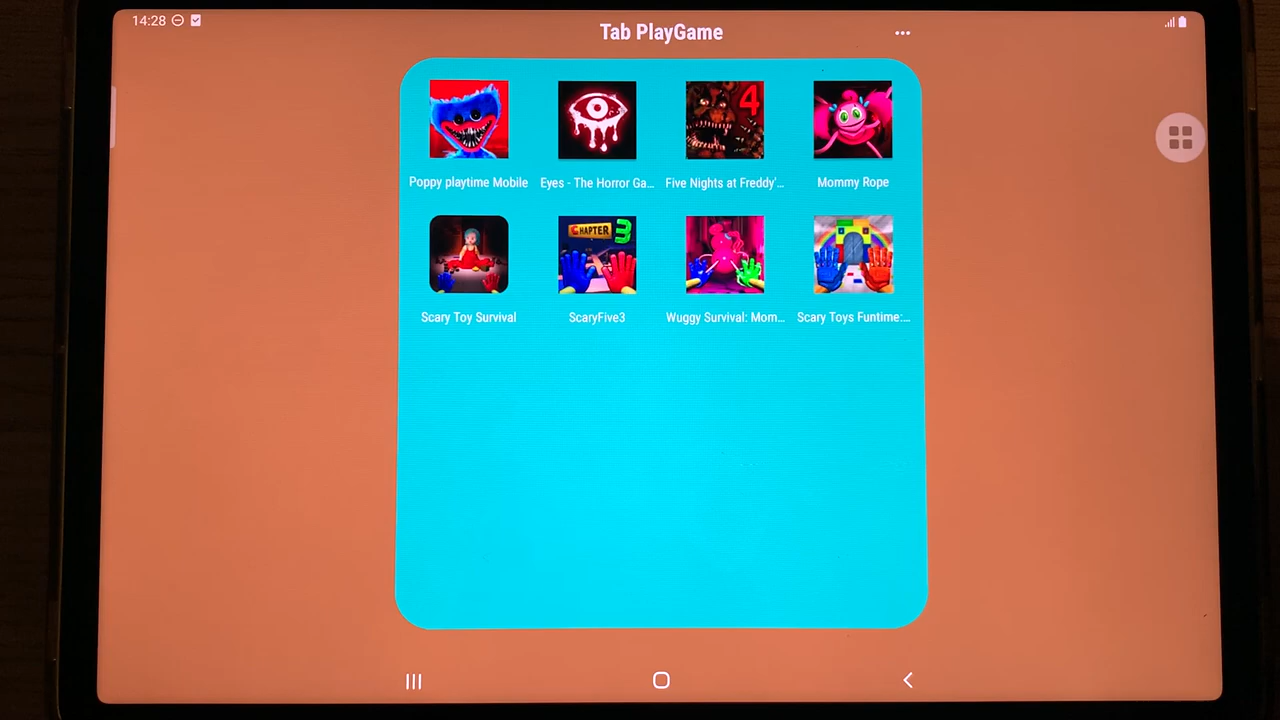 14:28
Tab PlayGame
4
Poppy playtime Mobile
Eyes - The Horror Ga...
Five Nights at Freddy'...
Mommy Rope
CHAPTER 3
Scary Toy Survival
ScaryFive3
Wuggy Survival: Mom...
Scary Toys Funtime:...